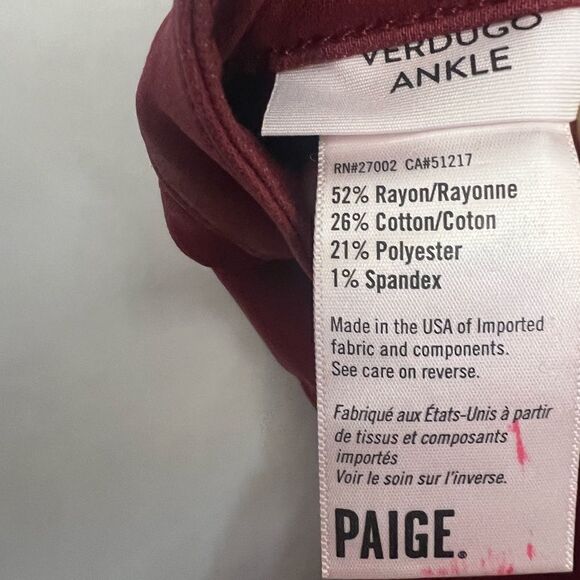 VERDUGO
ANKLE
RN#27002 CA#51217
52% Rayon/Rayonne
26% Cotton/Coton
21% Polyester
1% Spandex
Made in the USA of Imported
fabric and components.
See care on reverse.
Fabriqué aux États-Unis à partir
de tissus et composants
importés
Voir le soin sur l'inverse.
PAIGE.